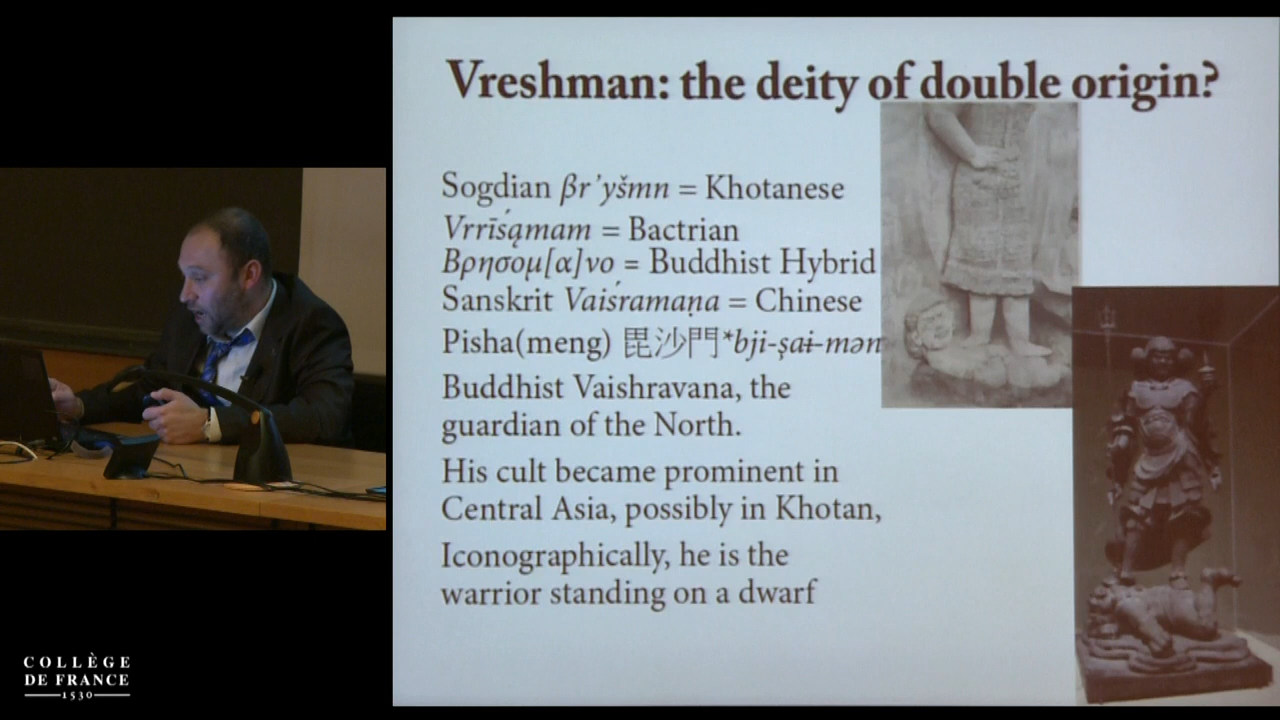 Vreshman: the deity of double origin?
Sogdian βr’yšmn = Khotanese
Vrrīśąmam = Bactrian
Βρησομ[α]νο = Buddhist Hybrid
Sanskrit Vaiśramaṇa = Chinese
Pisha(meng) 毘沙門*bji-ʂaɨ-mən
Buddhist Vaishravana, the
guardian of the North.
His cult became prominent in
Central Asia, possibly in Khotan,
Iconographically, he is the
warrior standing on a dwarf
COLLÈGE
DE FRANCE
1530